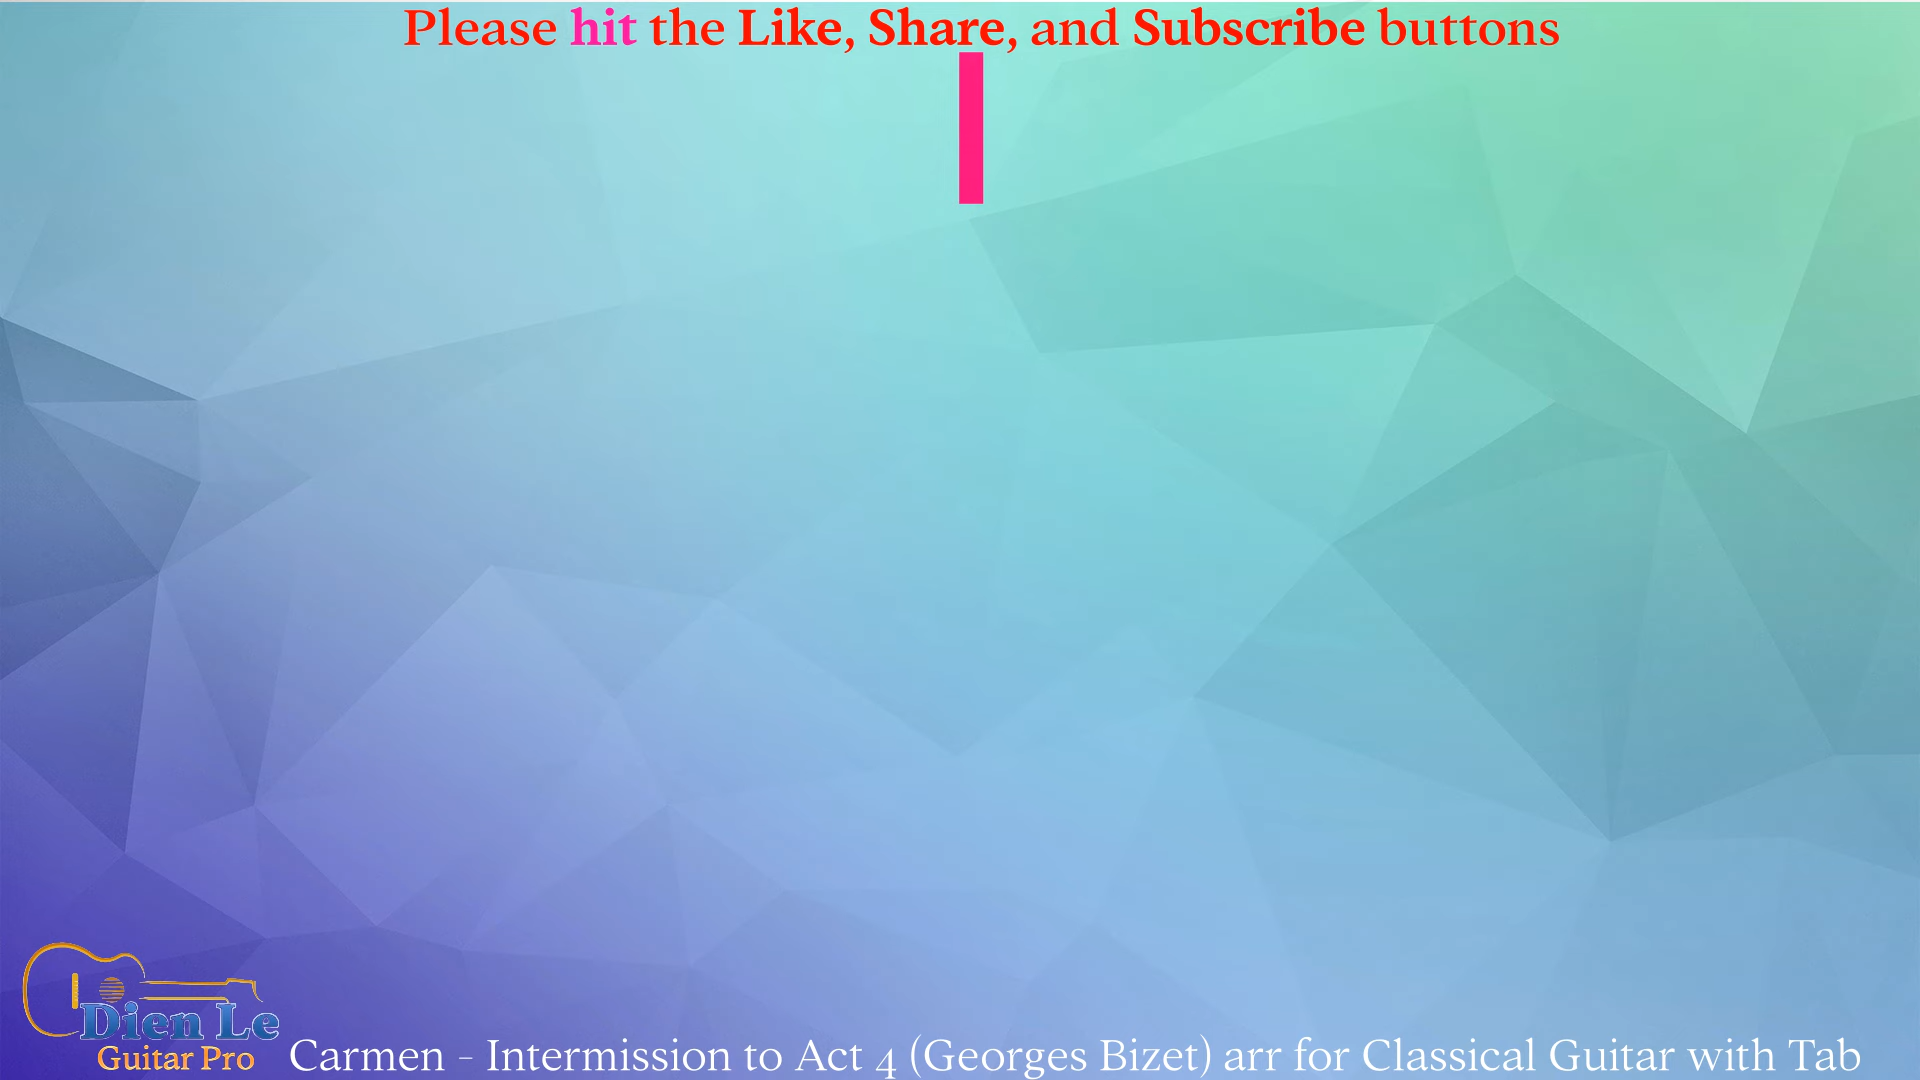 Please hit the Like, Share, and Subscribe buttons
Dien Le
Guitar Pro
Carmen - Intermission to Act 4 (Georges Bizet) arr for Classical Guitar with Tab